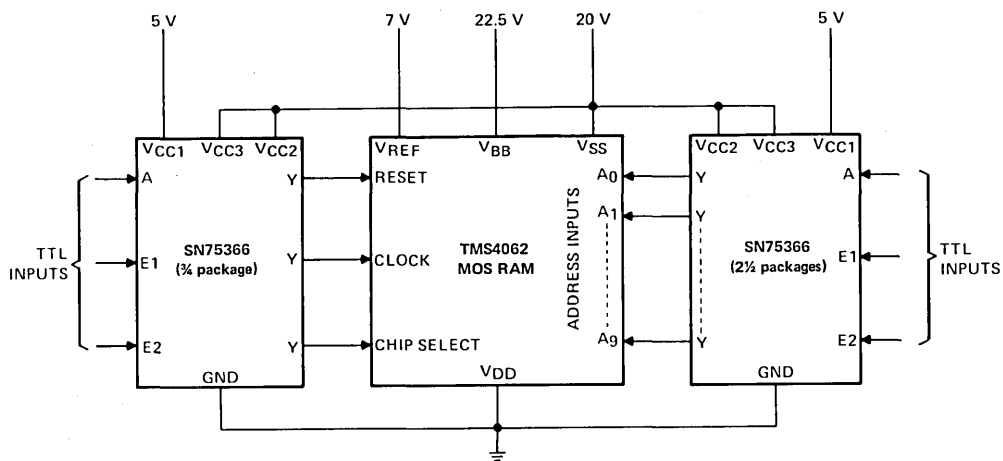 5 V 7 V 22.5 V 20 V 5 V
VCC1 VCC3 VCC2 VREF VBB VSS VCC2 VCC3 VCC1
A Y RESET A0 Y A
A1 Y
TTL INPUTS
SN75366
(¾ package)
ADDRESS INPUTS
TMS4062
MOS RAM
SN75366
(2½ packages)
TTL INPUTS
E1 Y CLOCK E1
E2 Y CHIP SELECT A9 Y E2
GND VDD GND